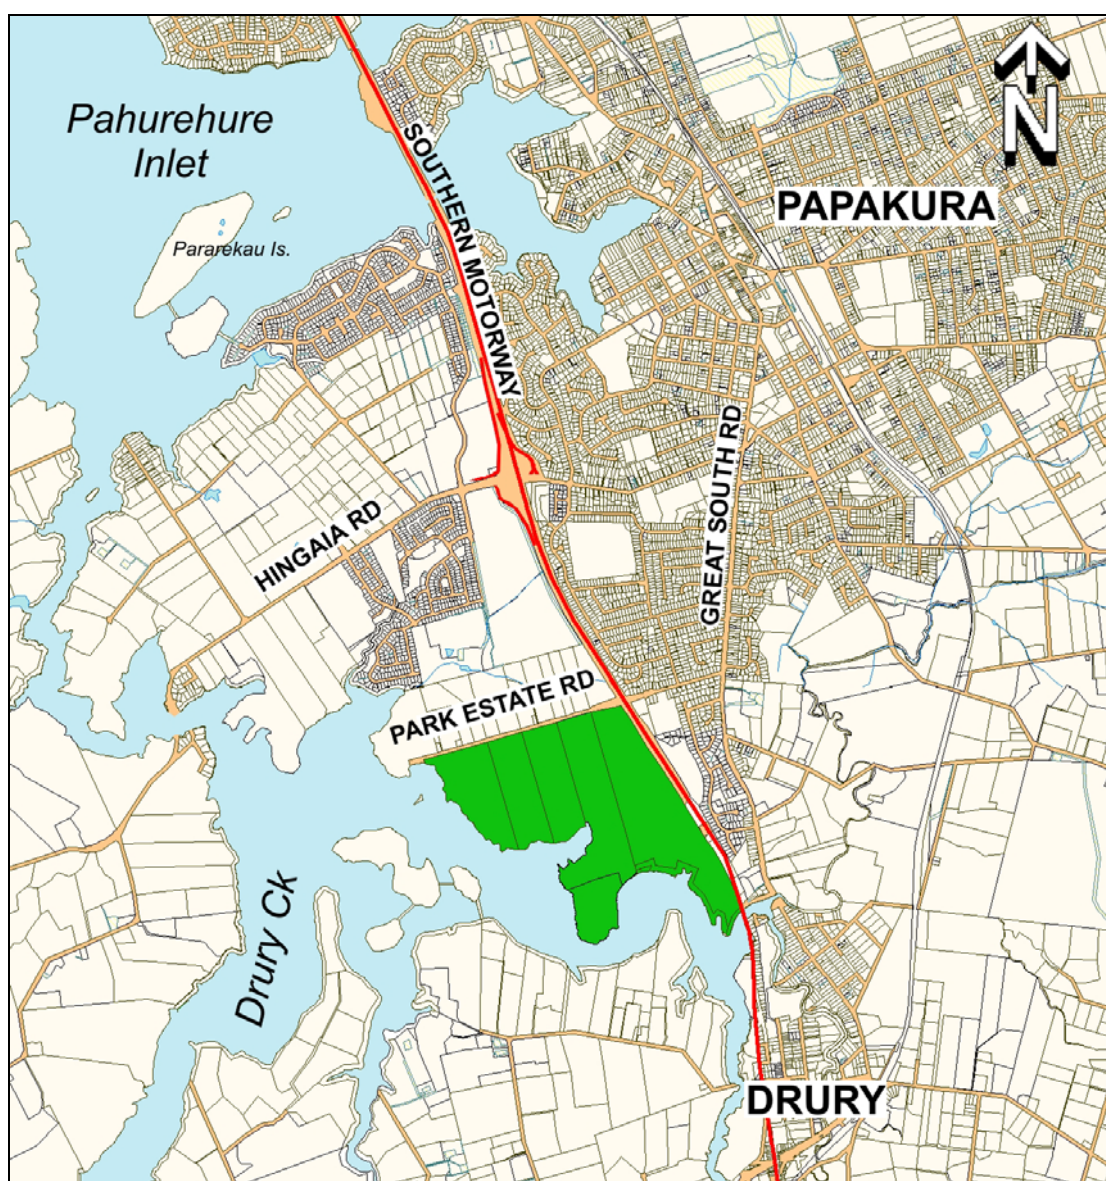 Pahurehure
Inlet
N
PAPAKURA
SOUTHERN MOTORWAY
Pararekau Is.
GREAT SOUTH RD
HINGAIA RD
PARK ESTATE RD
Drury Ck
DRURY